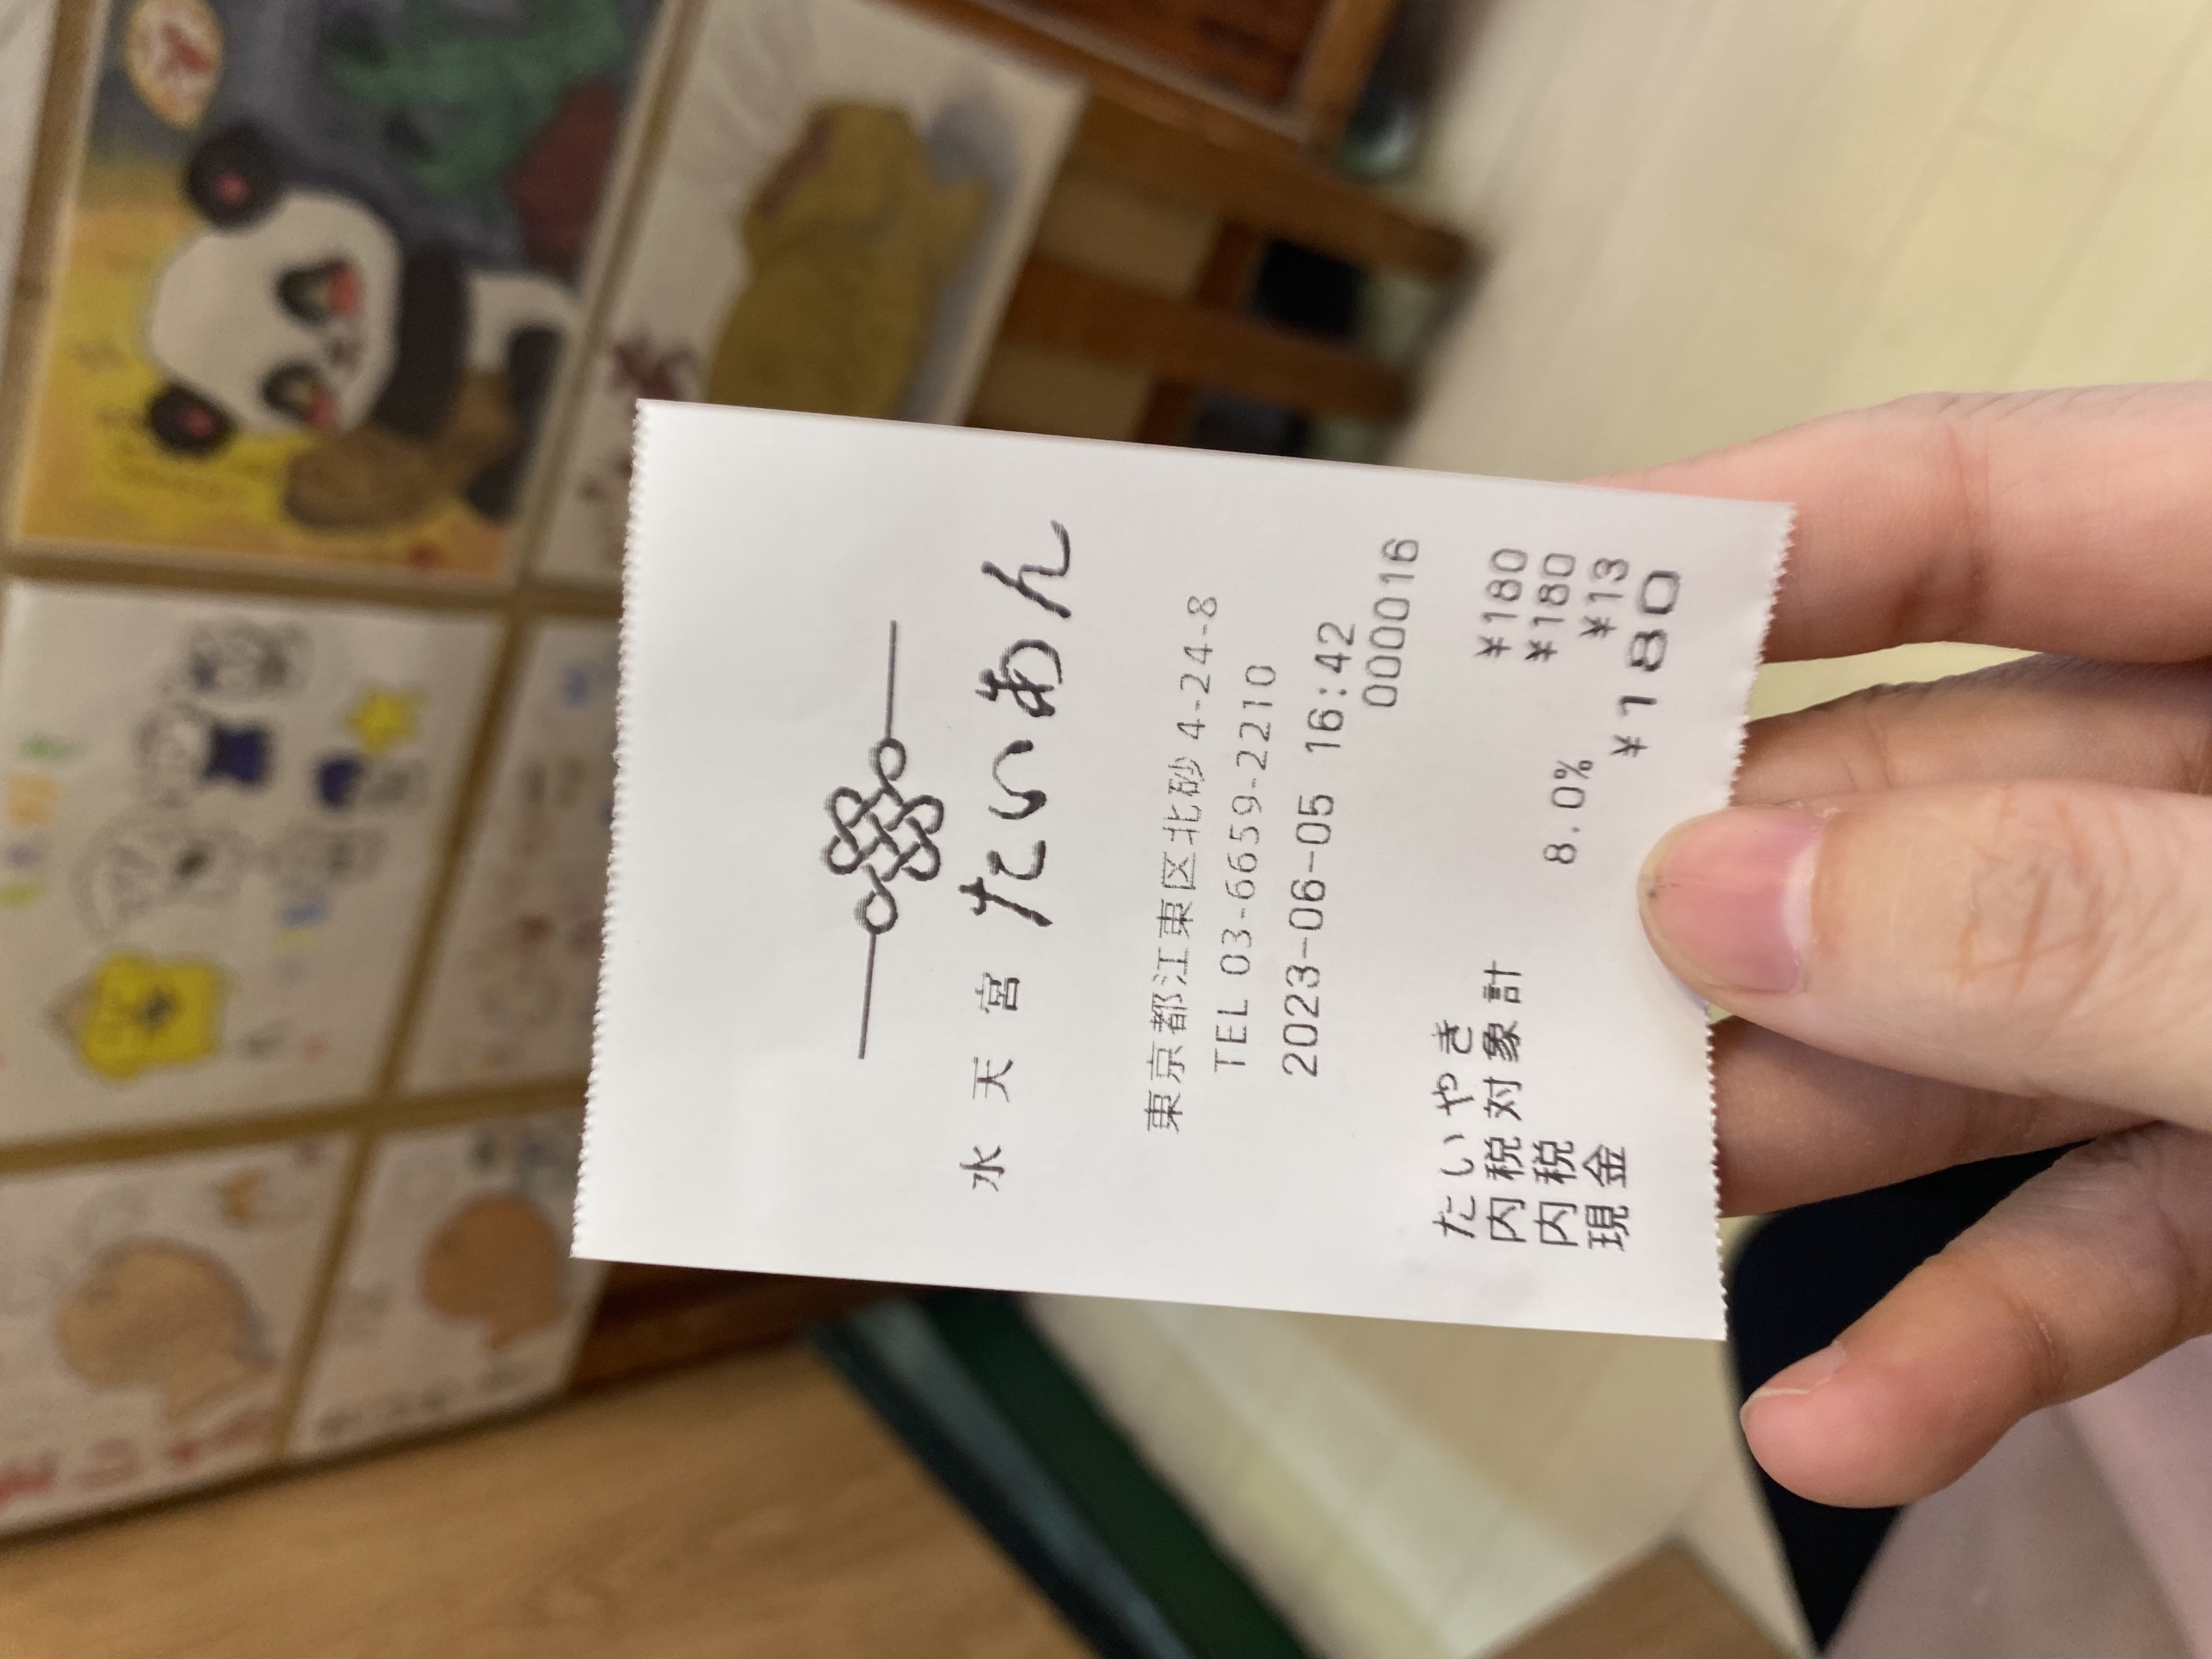 水天宮 たいあん
東京都江東区北砂4-24-8
TEL 03-6659-2210
2023-06-05 16:42
000016
たいやき ¥180
内税対象計 ¥180
内税 8.0% ¥13
現金 ¥180